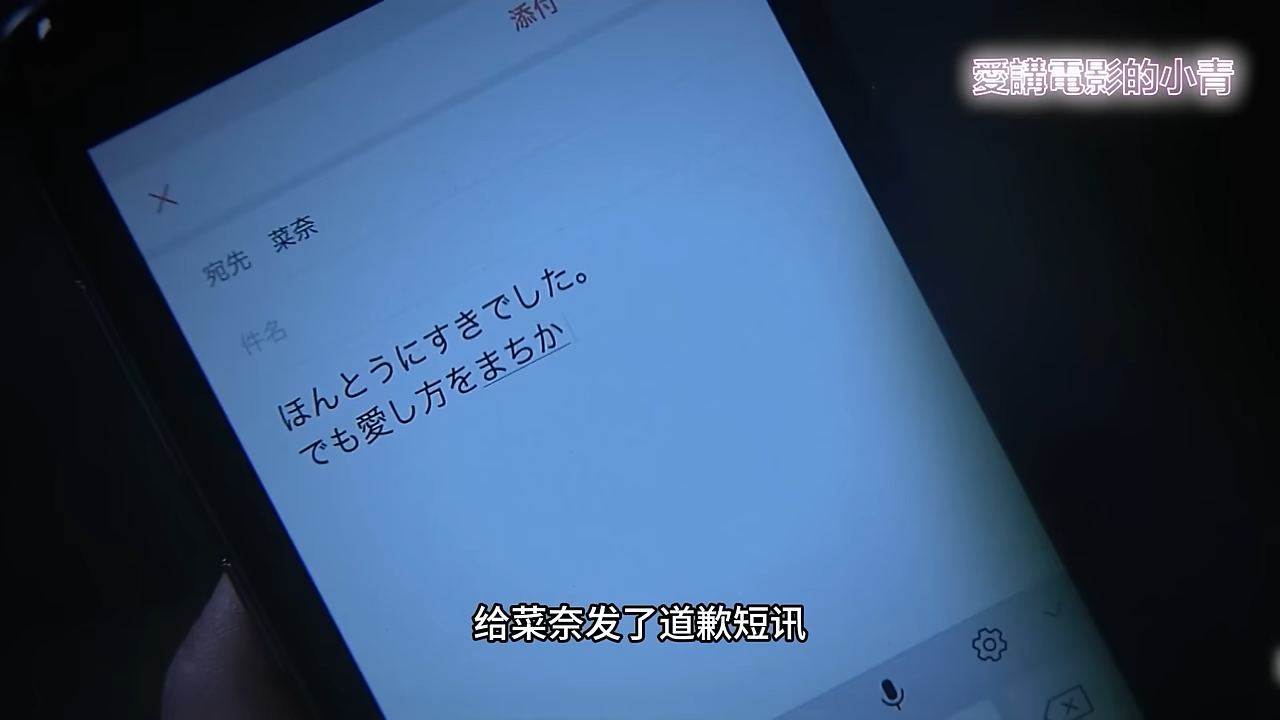 添付
愛講電影的小青
宛先 菜奈
件名
ほんとうにすきでした。
でも愛し方をまちか
给菜奈发了道歉短讯